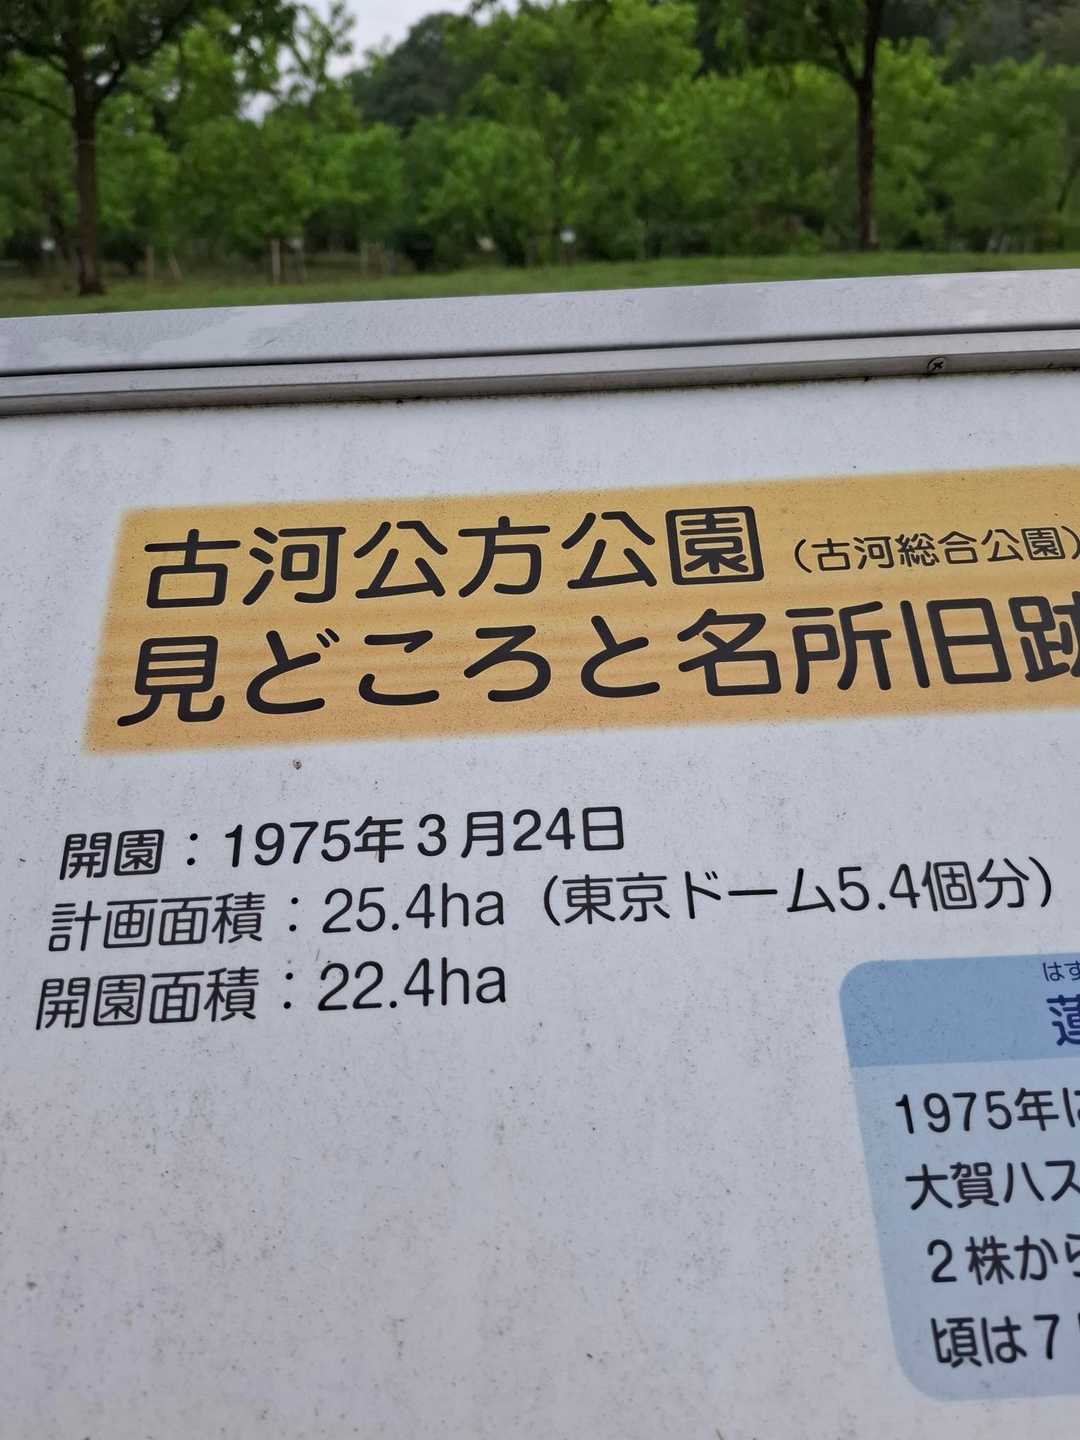 古河公方公園（古河総合公園）
見どころと名所旧跡
開園：1975年3月24日
計画面積：25.4ha（東京ドーム5.4個分）
開園面積：22.4ha
はす
蓮
1975年に
大賀ハス
2株から
頃は7